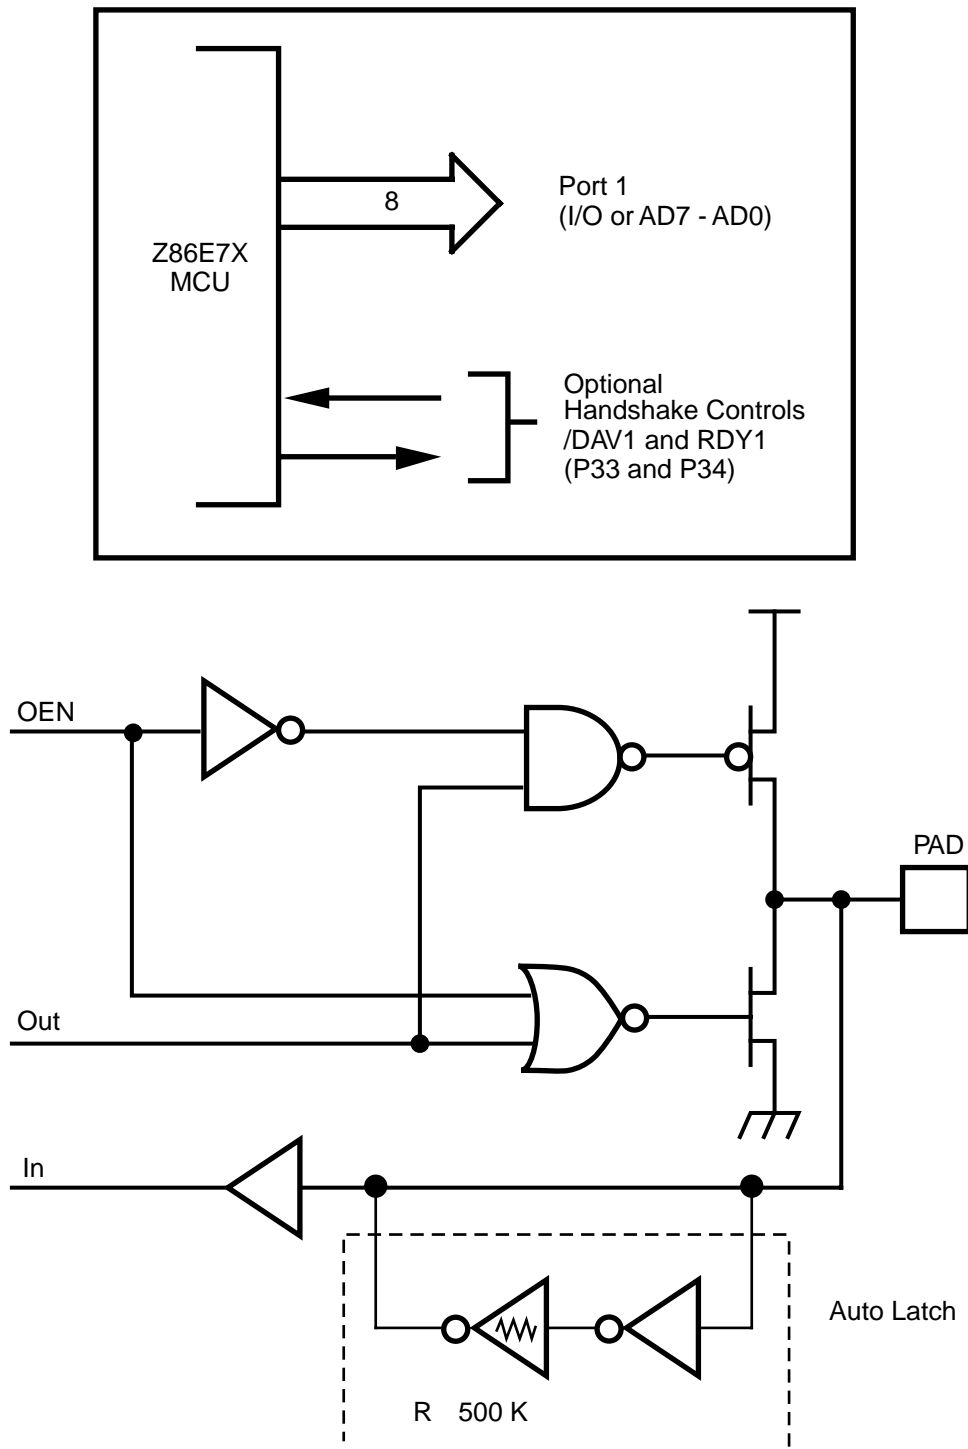 Port 1
(I/O or AD7 - AD0)
8
Z86E7X
MCU
Optional
Handshake Controls
/DAV1 and RDY1
(P33 and P34)
OEN
PAD
Out
In
Auto Latch
R 500 K